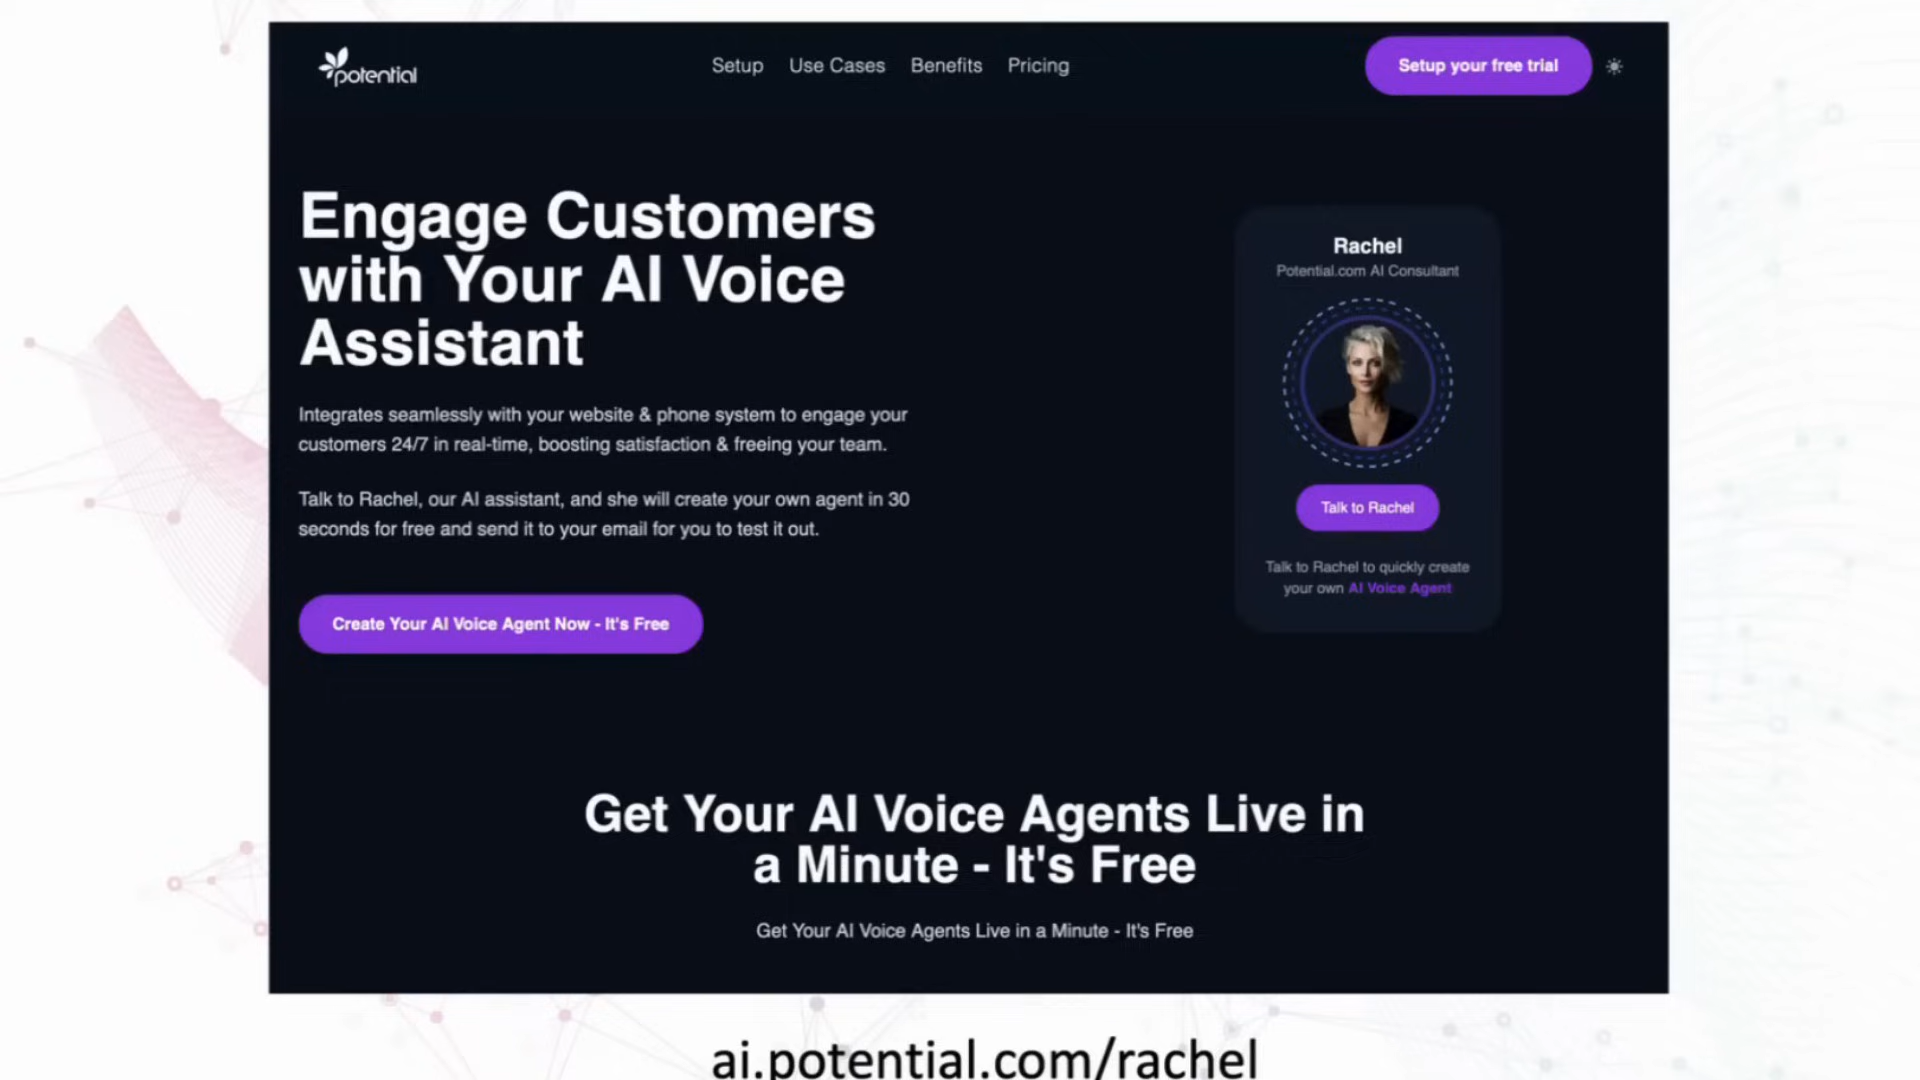 potential
Setup Use Cases Benefits Pricing
Setup your free trial
Engage Customers
with Your AI Voice
Assistant
Integrates seamlessly with your website & phone system to engage your
customers 24/7 in real-time, boosting satisfaction & freeing your team.
Talk to Rachel, our AI assistant, and she will create your own agent in 30
seconds for free and send it to your email for you to test it out.
Create Your AI Voice Agent Now - It's Free
Rachel
Potential.com AI Consultant
Talk to Rachel
Talk to Rachel to quickly create
your own AI Voice Agent
Get Your AI Voice Agents Live in
a Minute - It's Free
Get Your AI Voice Agents Live in a Minute - It's Free
ai.potential.com/rachel